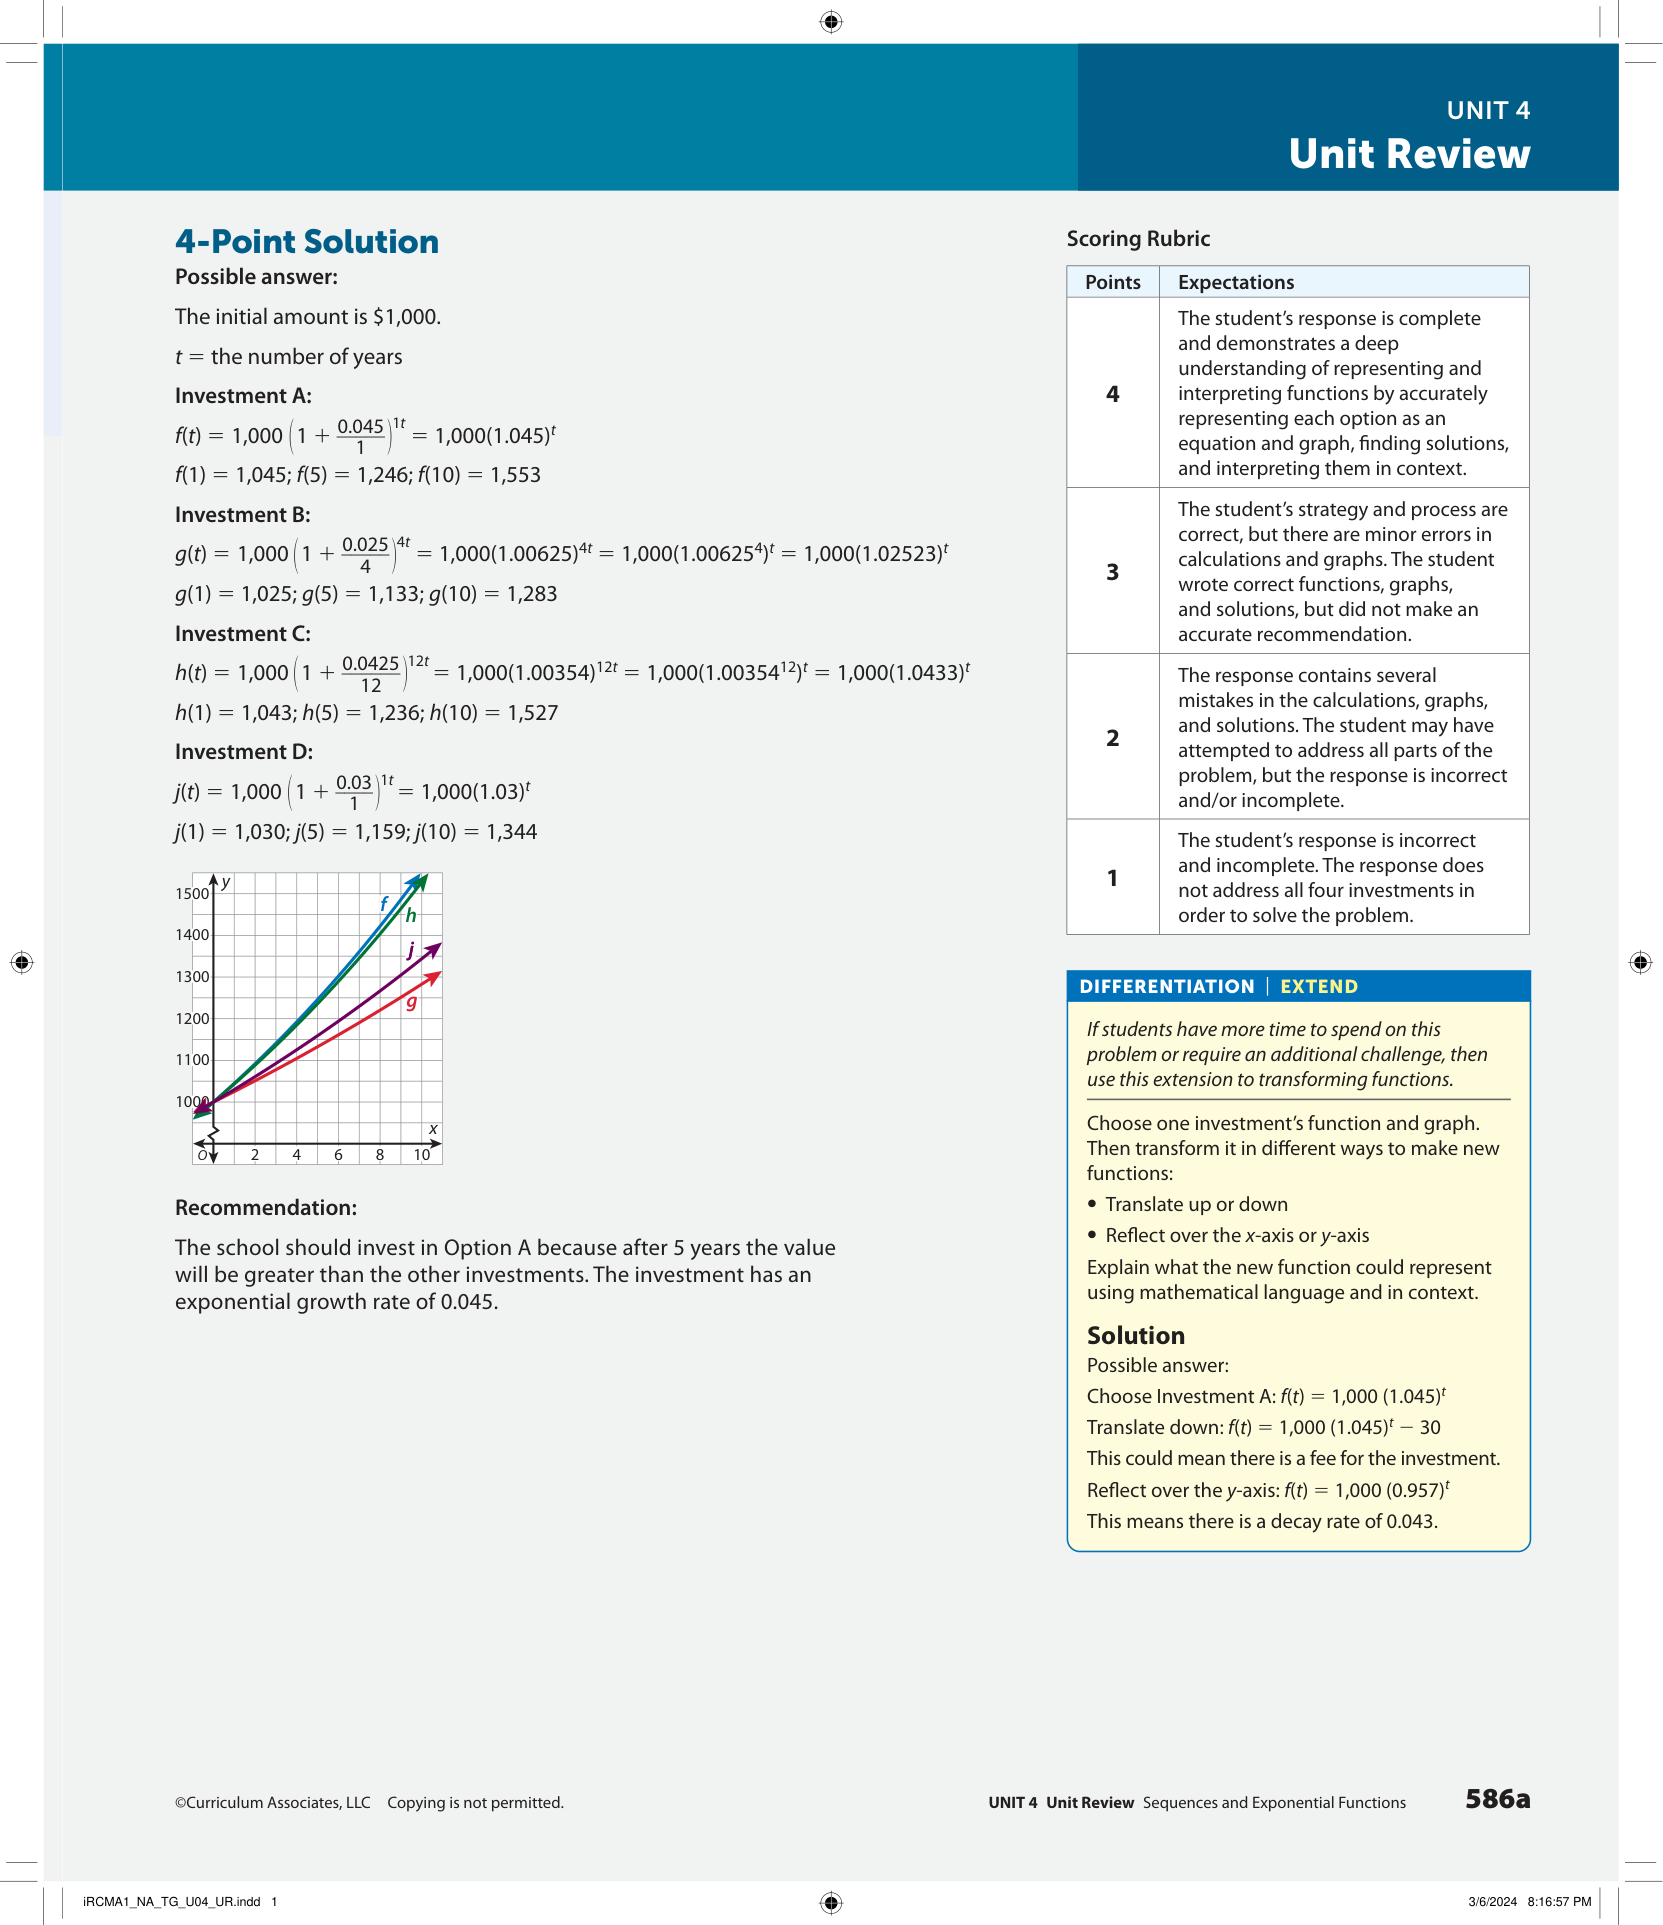 UNIT 4
Unit Review
4-Point Solution
Possible answer:
The initial amount is $1,000.
t = the number of years
Investment A:
f(t) = 1,000 (1 + 0.045/1)^1t = 1,000(1.045)^t
f(1) = 1,045; f(5) = 1,246; f(10) = 1,553
Investment B:
g(t) = 1,000 (1 + 0.025/4)^4t = 1,000(1.00625)^4t = 1,000(1.00625^4)^t = 1,000(1.02523)^t
g(1) = 1,025; g(5) = 1,133; g(10) = 1,283
Investment C:
h(t) = 1,000 (1 + 0.0425/12)^12t = 1,000(1.00354)^12t = 1,000(1.00354^12)^t = 1,000(1.0433)^t
h(1) = 1,043; h(5) = 1,236; h(10) = 1,527
Investment D:
j(t) = 1,000 (1 + 0.03/1)^1t = 1,000(1.03)^t
j(1) = 1,030; j(5) = 1,159; j(10) = 1,344
y
1500
f
h
1400
j
1300
g
1200
1100
1000
x
O 2 4 6 8 10
Recommendation:
The school should invest in Option A because after 5 years the value
will be greater than the other investments. The investment has an
exponential growth rate of 0.045.
Scoring Rubric
Points Expectations
4
The student's response is complete
and demonstrates a deep
understanding of representing and
interpreting functions by accurately
representing each option as an
equation and graph, finding solutions,
and interpreting them in context.
3
The student's strategy and process are
correct, but there are minor errors in
calculations and graphs. The student
wrote correct functions, graphs,
and solutions, but did not make an
accurate recommendation.
2
The response contains several
mistakes in the calculations, graphs,
and solutions. The student may have
attempted to address all parts of the
problem, but the response is incorrect
and/or incomplete.
1
The student's response is incorrect
and incomplete. The response does
not address all four investments in
order to solve the problem.
DIFFERENTIATION | EXTEND
If students have more time to spend on this
problem or require an additional challenge, then
use this extension to transforming functions.
Choose one investment's function and graph.
Then transform it in different ways to make new
functions:
• Translate up or down
• Reflect over the x-axis or y-axis
Explain what the new function could represent
using mathematical language and in context.
Solution
Possible answer:
Choose Investment A: f(t) = 1,000 (1.045)^t
Translate down: f(t) = 1,000 (1.045)^t − 30
This could mean there is a fee for the investment.
Reflect over the y-axis: f(t) = 1,000 (0.957)^t
This means there is a decay rate of 0.043.
©Curriculum Associates, LLC Copying is not permitted.
UNIT 4 Unit Review Sequences and Exponential Functions 586a
iRCMA1_NA_TG_U04_UR.indd 1
3/6/2024 8:16:57 PM